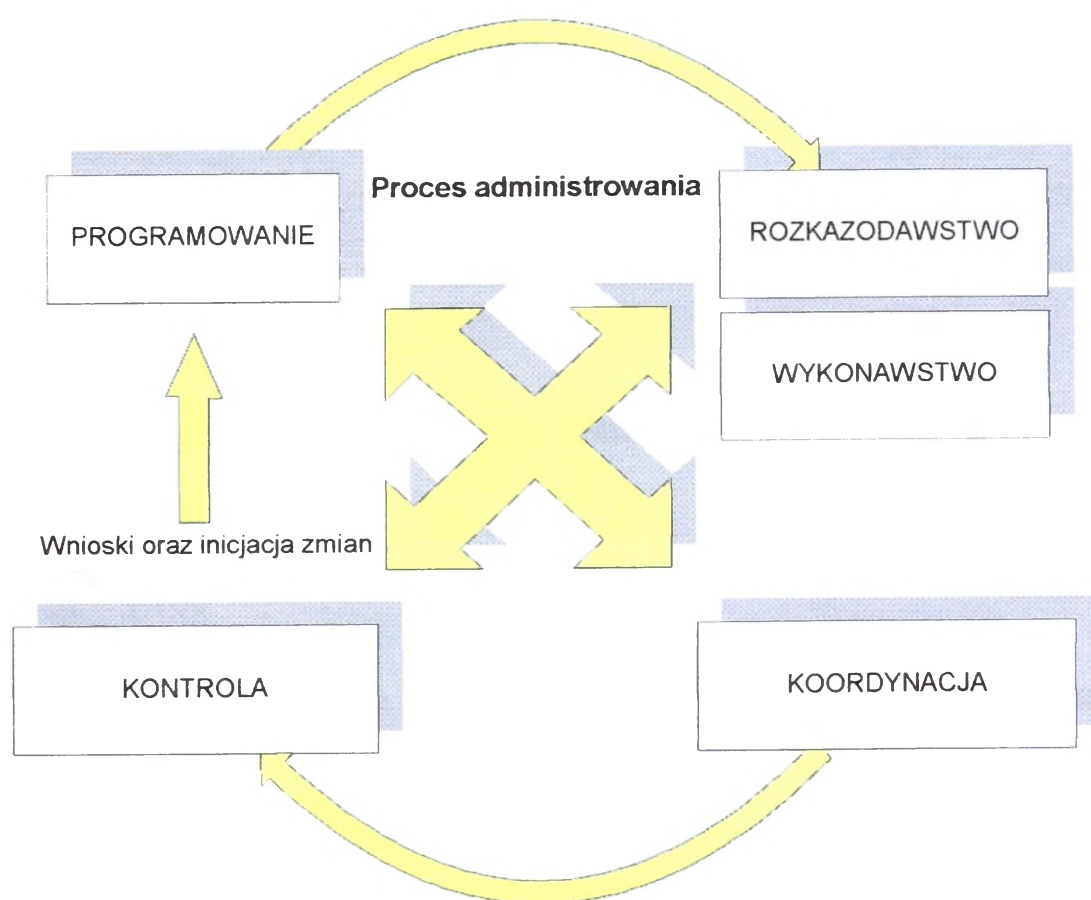 Proces administrowania
PROGRAMOWANIE
ROZKAZODAWSTWO
WYKONAWSTWO
Wnioski oraz inicjacja zmian
KONTROLA
KOORDYNACJA